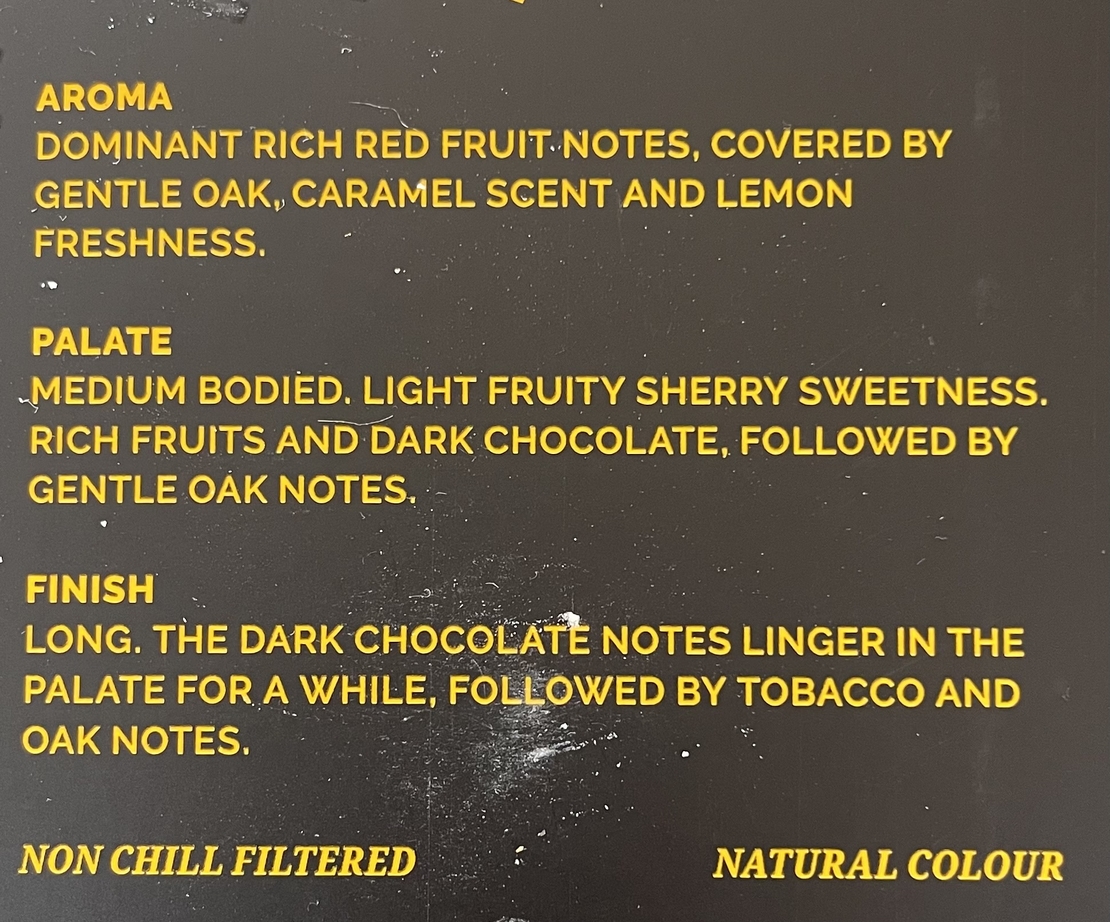 AROMA
DOMINANT RICH RED FRUIT NOTES, COVERED BY
GENTLE OAK, CARAMEL SCENT AND LEMON
FRESHNESS.
PALATE
MEDIUM BODIED. LIGHT FRUITY SHERRY SWEETNESS.
RICH FRUITS AND DARK CHOCOLATE, FOLLOWED BY
GENTLE OAK NOTES.
FINISH
LONG. THE DARK CHOCOLATE NOTES LINGER IN THE
PALATE FOR A WHILE, FOLLOWED BY TOBACCO AND
OAK NOTES.
NON CHILL FILTERED NATURAL COLOUR